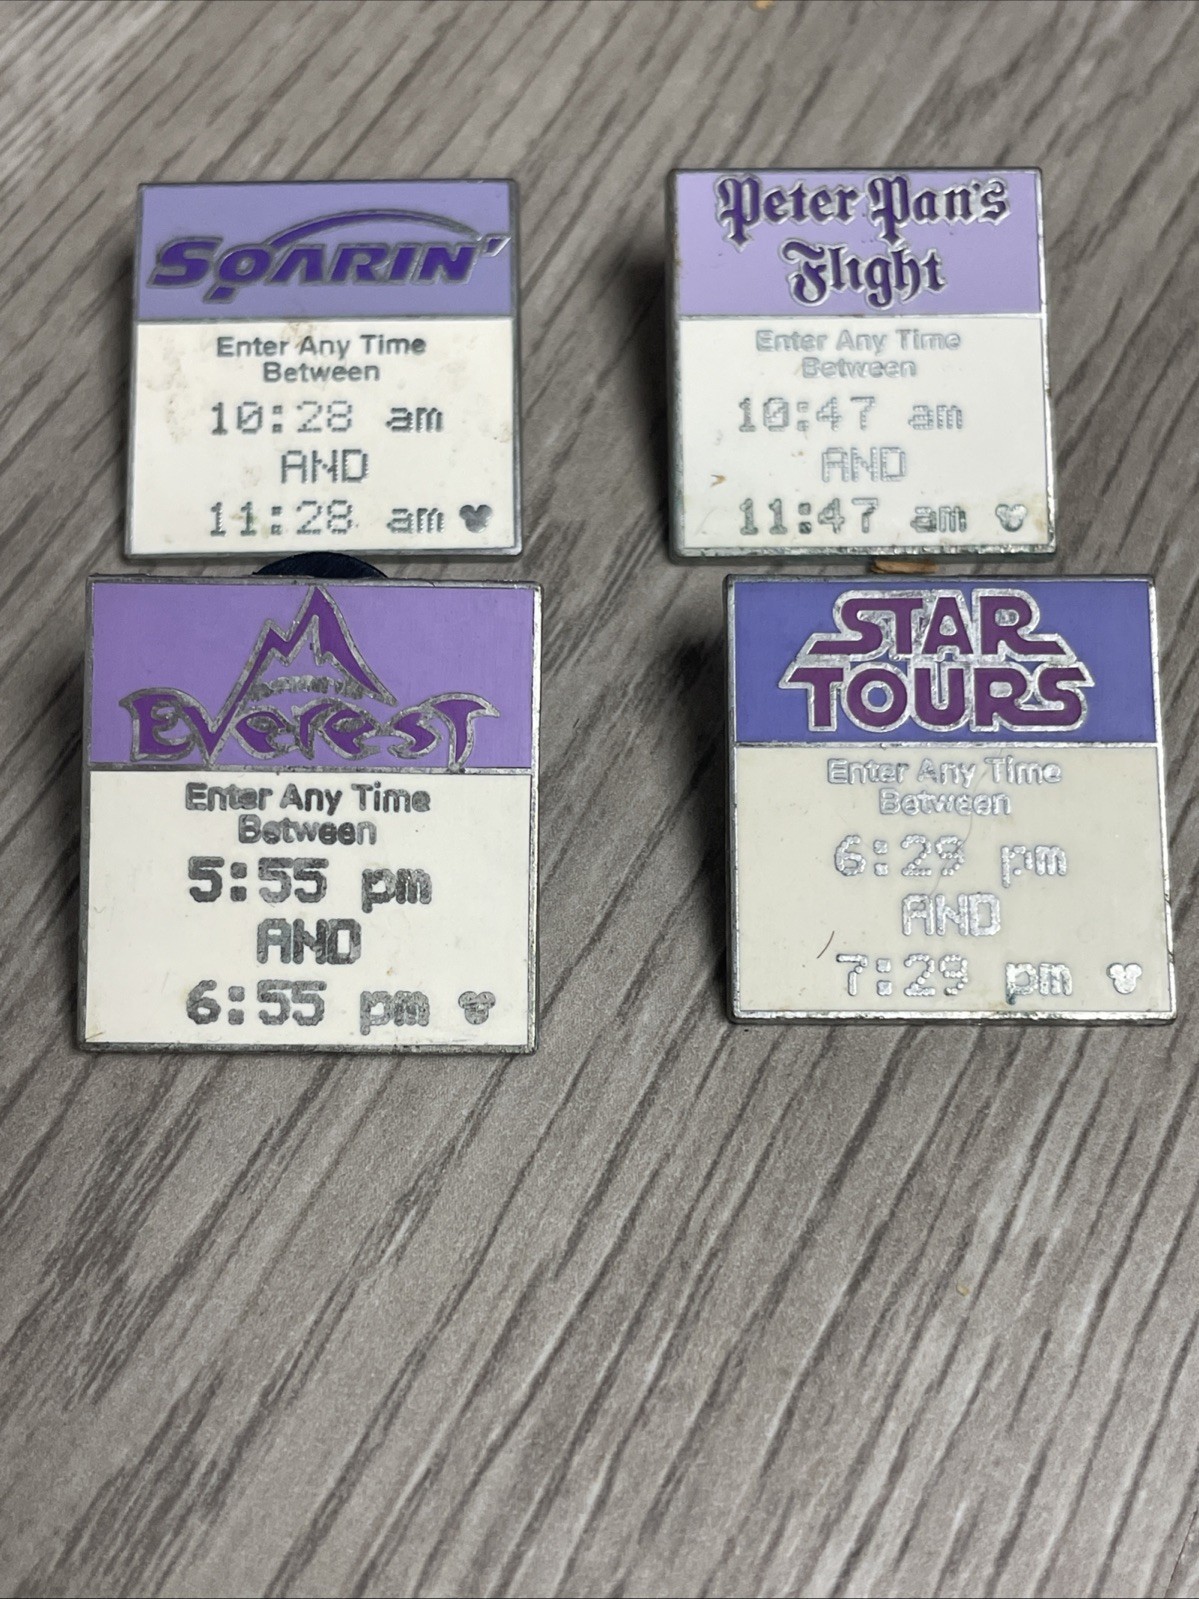 SOARIN'
Enter Any Time
Between
10:28 am
AND
11:28 am
Peter Pan's
Flight
Enter Any Time
Between
10:47 am
AND
11:47 am
EVEREST
Enter Any Time
Between
5:55 pm
AND
6:55 pm
STAR
TOURS
Enter Any Time
Between
6:29 pm
AND
7:29 pm